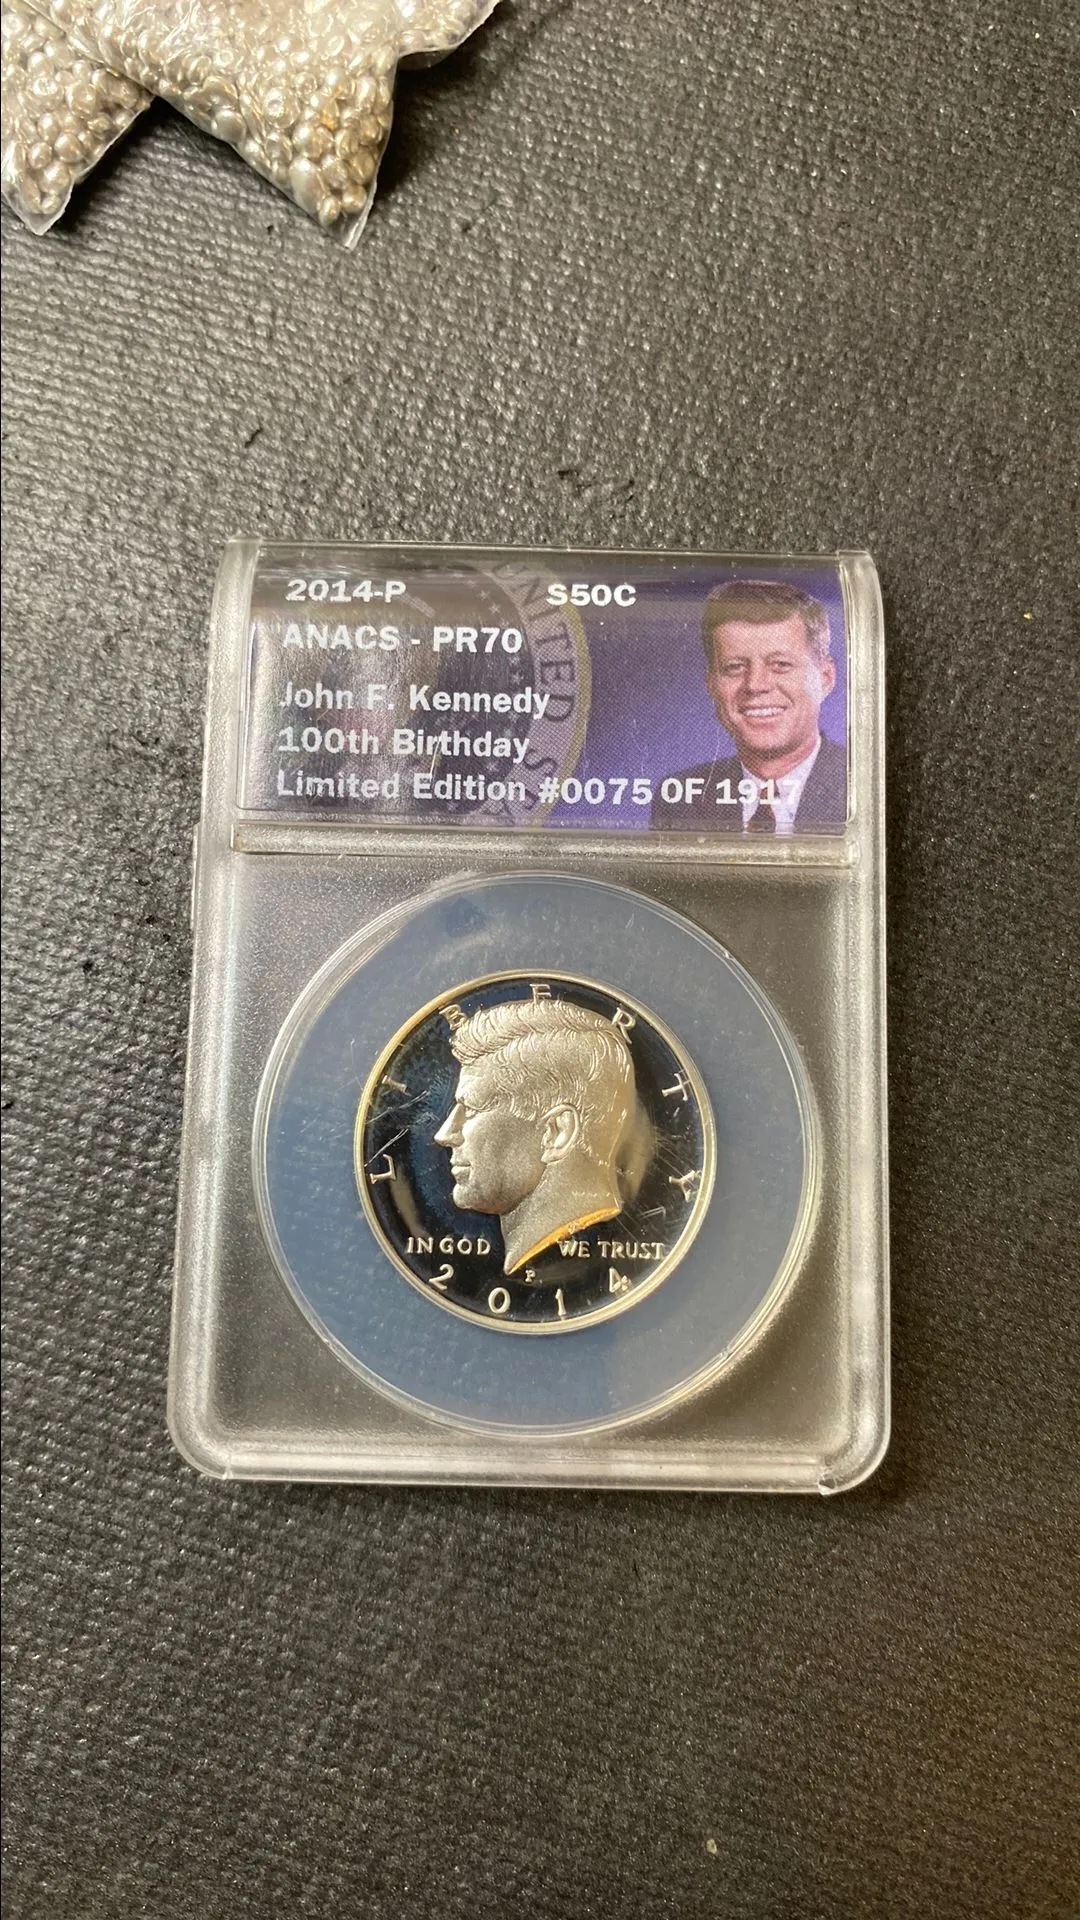 2014-P S50C
ANACS - PR70
John F. Kennedy
100th Birthday
Limited Edition #0075 OF 1917
UNITED
LIBERTY
IN GOD WE TRUST
P
2014